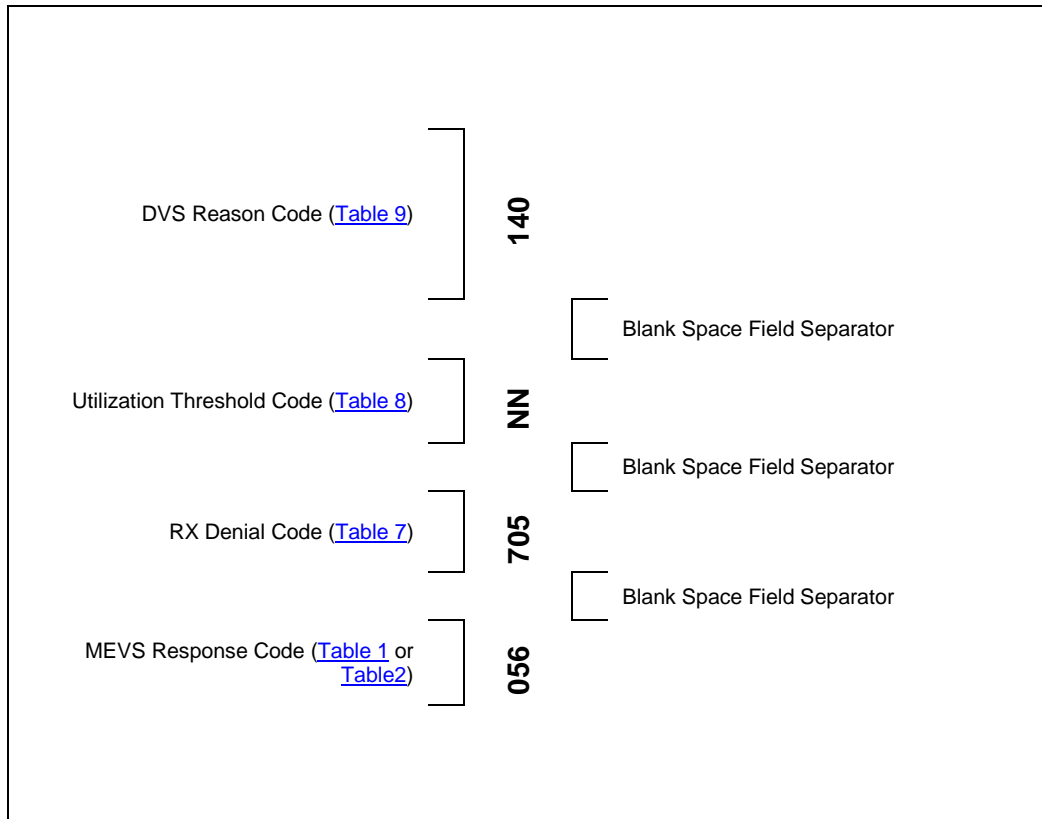 DVS Reason Code (Table 9)
140
Blank Space Field Separator
Utilization Threshold Code (Table 8)
NN
Blank Space Field Separator
RX Denial Code (Table 7)
705
Blank Space Field Separator
MEVS Response Code (Table 1 or
Table2)
056